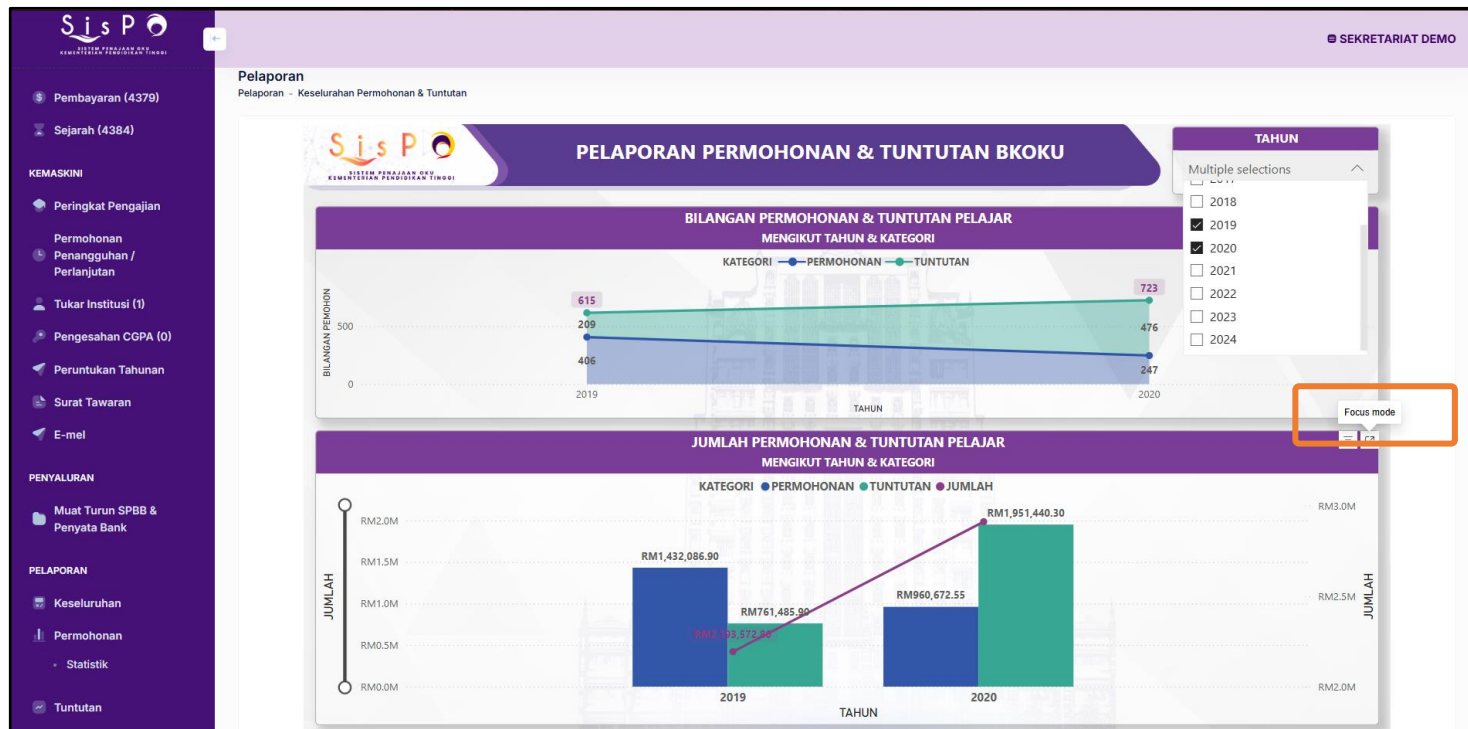 SisPO
SISTEM PENAJAAN OKU
KEMENTERIAN PENDIDIKAN TINGGI
SEKRETARIAT DEMO
Pembayaran (4379)
Sejarah (4384)
KEMASKINI
Peringkat Pengajian
Permohonan
Penangguhan /
Perlanjutan
Tukar Institusi (1)
Pengesahan CGPA (0)
Peruntukan Tahunan
Surat Tawaran
E-mel
PENYALURAN
Muat Turun SPBB &
Penyata Bank
PELAPORAN
Keseluruhan
Permohonan
Statistik
Tuntutan
Pelaporan
Pelaporan - Keselurahan Permohonan & Tuntutan
SisPO
SISTEM PENAJAAN OKU
KEMENTERIAN PENDIDIKAN TINGGI
PELAPORAN PERMOHONAN & TUNTUTAN BKOKU
TAHUN
Multiple selections
2017
2018
2019
2020
2021
2022
2023
2024
BILANGAN PERMOHONAN & TUNTUTAN PELAJAR
MENGIKUT TAHUN & KATEGORI
KATEGORI PERMOHONAN TUNTUTAN
BILANGAN PEMOHON
500
0
615
209
406
723
476
247
2019
2020
TAHUN
Focus mode
JUMLAH PERMOHONAN & TUNTUTAN PELAJAR
MENGIKUT TAHUN & KATEGORI
KATEGORI PERMOHONAN TUNTUTAN JUMLAH
JUMLAH
RM2.0M
RM1.5M
RM1.0M
RM0.5M
RM0.0M
RM1,432,086.90
RM761,485.90
RM2,193,572.80
RM960,672.55
RM1,951,440.30
RM3.0M
RM2.5M
RM2.0M
JUMLAH
2019
2020
TAHUN